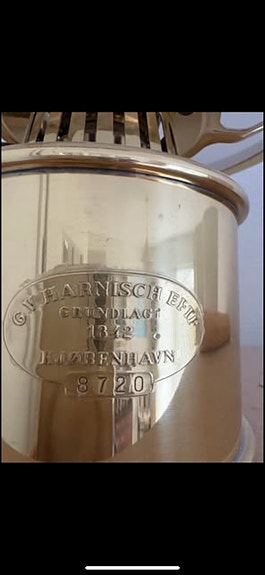 G.V. HARNISCH EFTF.
GRUNDLAGT
1842
KJØBENHAVN
8720